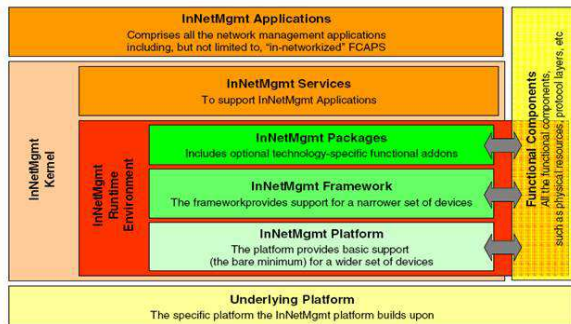 InNetMgmt Applications
Comprises all the network management applications
including, but not limited to, "in-networkized" FCAPS
InNetMgmt
Kernel
InNetMgmt Services
To support InNetMgmt Applications
InNetMgmt
Runtime
Environment
InNetMgmt Packages
Includes optional technology-specific functional addons
InNetMgmt Framework
The frameworkprovides support for a narrower set of devices
InNetMgmt Platform
The platform provides basic support
(the bare minimum) for a wider set of devices
Functional Components
All the functional components,
such as physical resources, protocol layers, etc
Underlying Platform
The specific platform the InNetMgmt platform builds upon